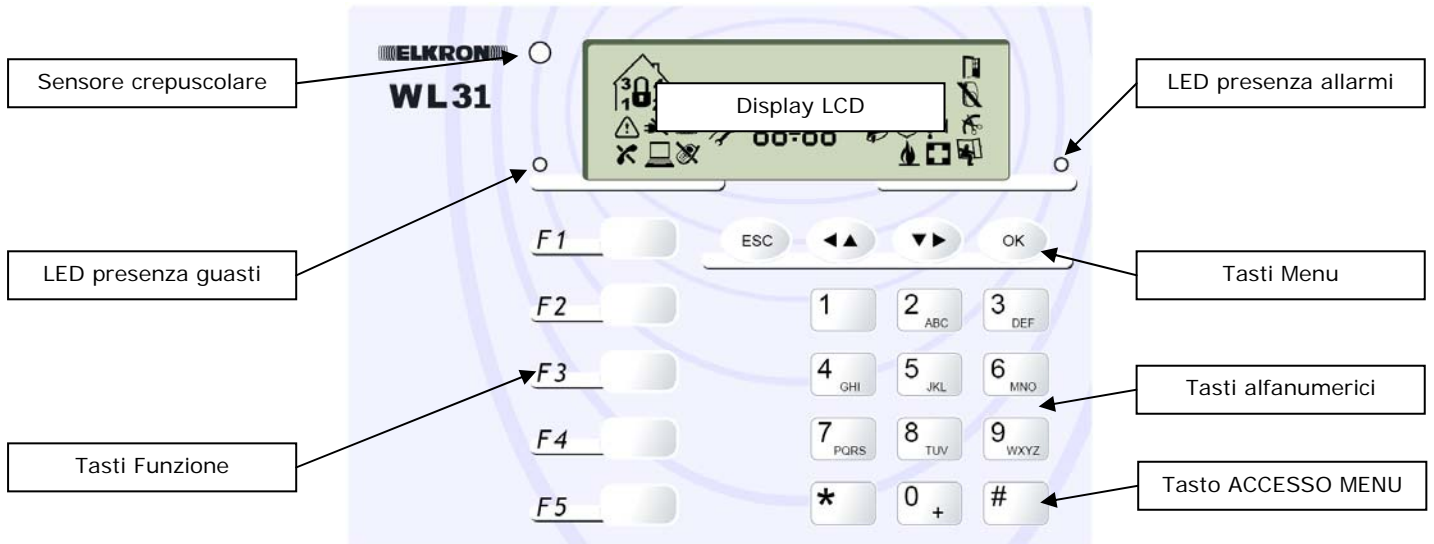 Sensore crepuscolare
ELKRON
WL31
Display LCD
00:00
LED presenza allarmi
LED presenza guasti
F1
ESC
OK
Tasti Menu
F2
1
2 ABC
3 DEF
F3
4 GHI
5 JKL
6 MNO
Tasti alfanumerici
F4
7 PQRS
8 TUV
9 WXYZ
Tasti Funzione
F5
*
0 +
#
Tasto ACCESSO MENU